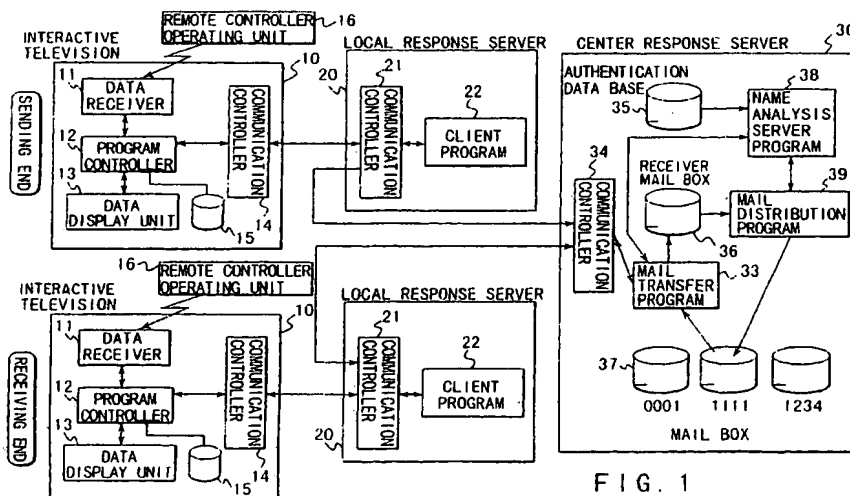 REMOTE CONTROLLER
OPERATING UNIT
16
INTERACTIVE
TELEVISION
10
SENDING END
11
DATA
RECEIVER
12
PROGRAM
CONTROLLER
13
DATA
DISPLAY UNIT
15
COMMUNICATION
CONTROLLER
14
LOCAL RESPONSE SERVER
20
21
COMMUNICATION
CONTROLLER
22
CLIENT
PROGRAM
CENTER RESPONSE SERVER
30
AUTHENTICATION
DATA BASE
35
38
NAME
ANALYSIS
SERVER
PROGRAM
34
COMMUNICATION
CONTROLLER
RECEIVER
MAIL BOX
36
39
MAIL
DISTRIBUTION
PROGRAM
MAIL
TRANSFER
PROGRAM
33
37
0001
1111
1234
MAIL BOX
16
REMOTE CONTROLLER
OPERATING UNIT
INTERACTIVE
TELEVISION
10
RECEIVING END
11
DATA
RECEIVER
12
PROGRAM
CONTROLLER
13
DATA
DISPLAY UNIT
15
COMMUNICATION
CONTROLLER
14
LOCAL RESPONSE SERVER
20
21
COMMUNICATION
CONTROLLER
22
CLIENT
PROGRAM
FIG. 1